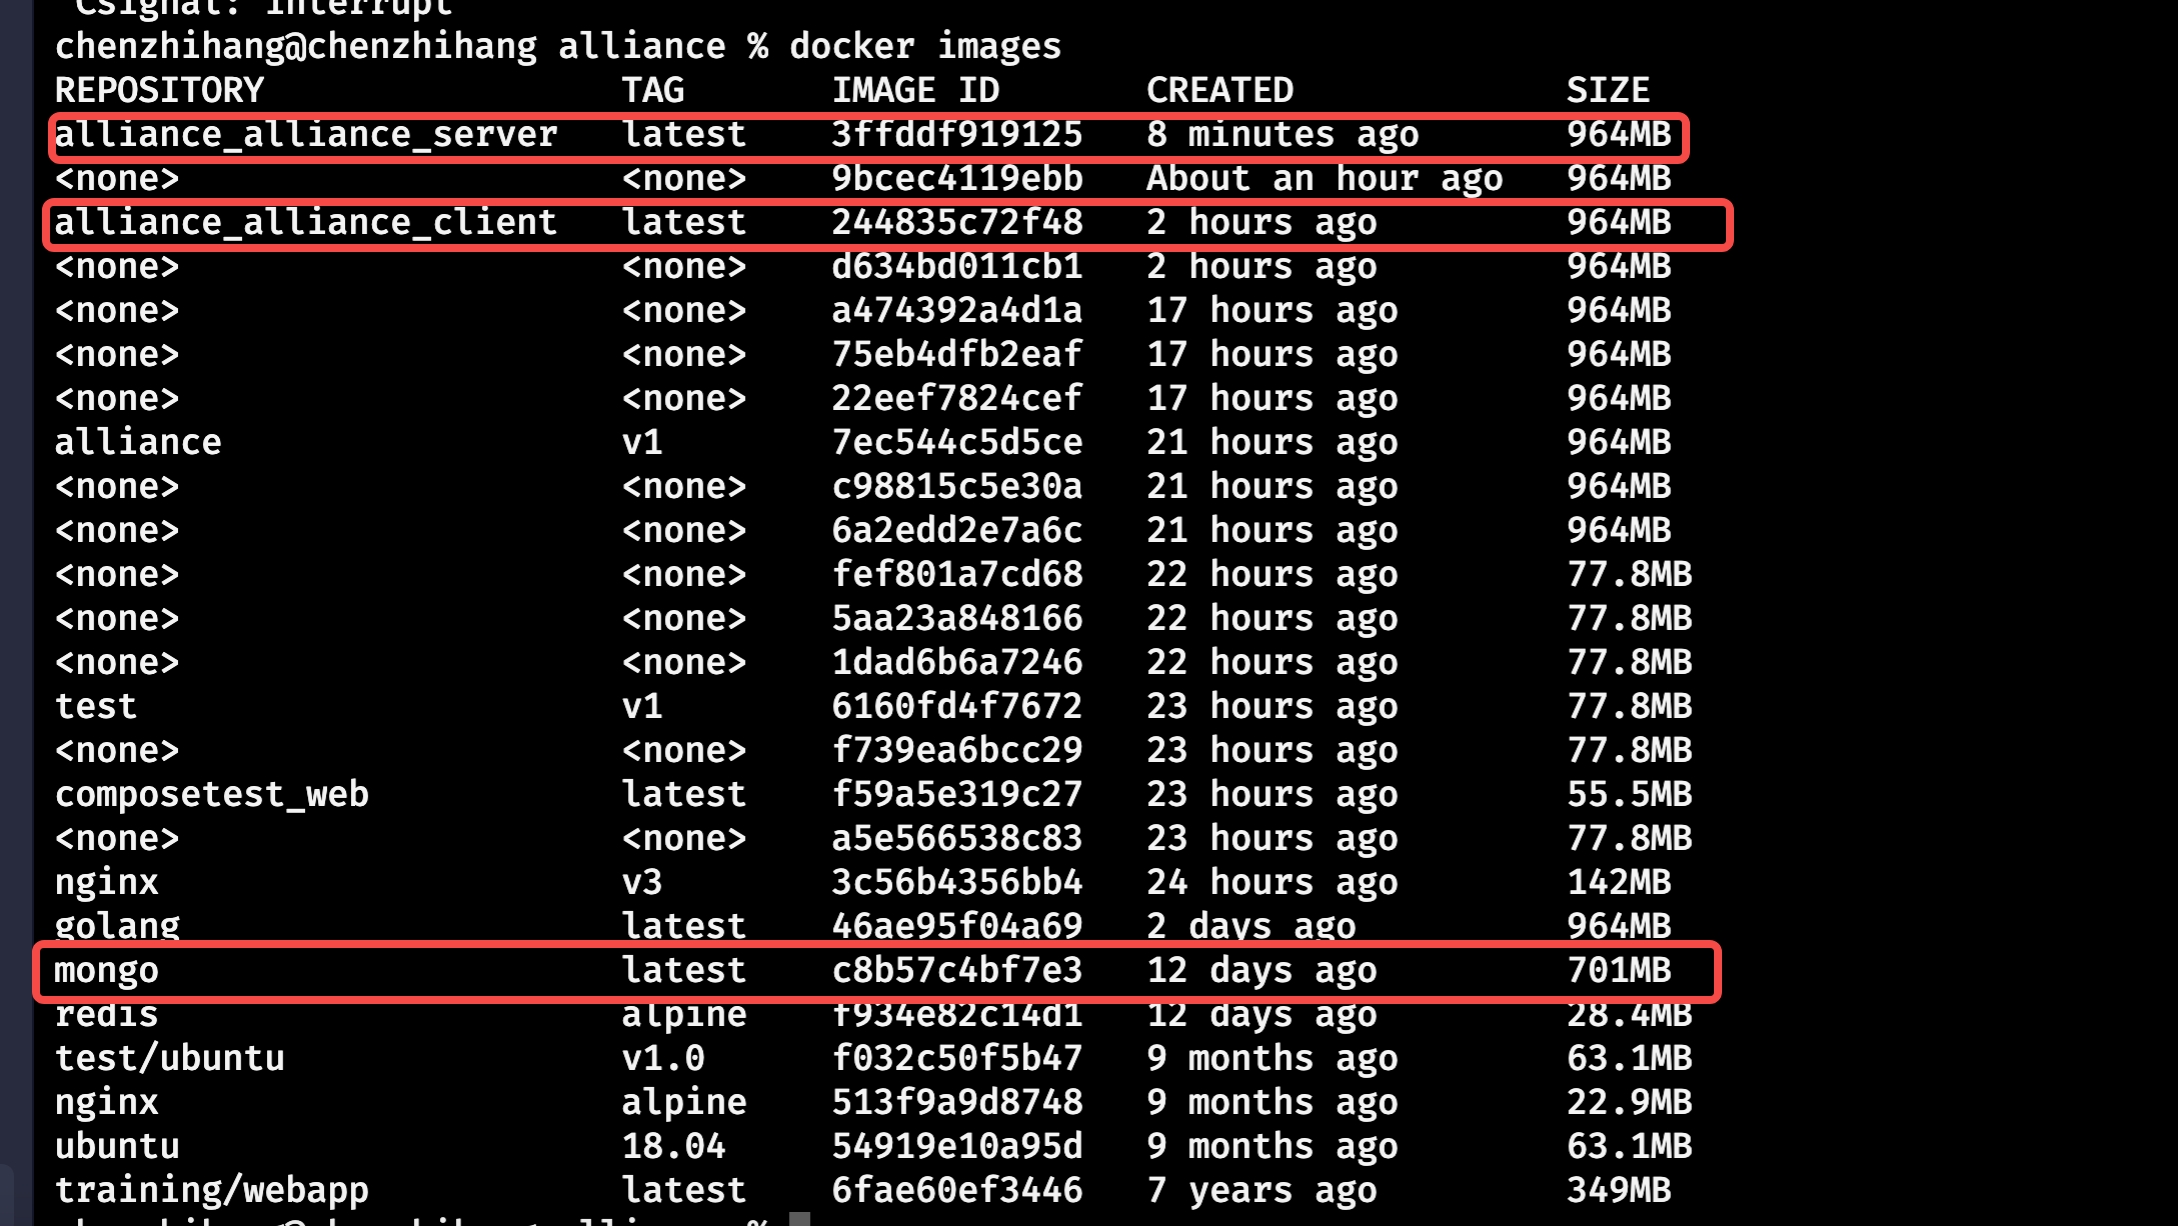 Csignal: interrupt
chenzhihang@chenzhihang alliance % docker images
REPOSITORY TAG IMAGE ID CREATED SIZE
alliance_alliance_server latest 3ffddf919125 8 minutes ago 964MB
<none> <none> 9bcec4119ebb About an hour ago 964MB
alliance_alliance_client latest 244835c72f48 2 hours ago 964MB
<none> <none> d634bd011cb1 2 hours ago 964MB
<none> <none> a474392a4d1a 17 hours ago 964MB
<none> <none> 75eb4dfb2eaf 17 hours ago 964MB
<none> <none> 22eef7824cef 17 hours ago 964MB
alliance v1 7ec544c5d5ce 21 hours ago 964MB
<none> <none> c98815c5e30a 21 hours ago 964MB
<none> <none> 6a2edd2e7a6c 21 hours ago 964MB
<none> <none> fef801a7cd68 22 hours ago 77.8MB
<none> <none> 5aa23a848166 22 hours ago 77.8MB
<none> <none> 1dad6b6a7246 22 hours ago 77.8MB
test v1 6160fd4f7672 23 hours ago 77.8MB
<none> <none> f739ea6bcc29 23 hours ago 77.8MB
composetest_web latest f59a5e319c27 23 hours ago 55.5MB
<none> <none> a5e566538c83 23 hours ago 77.8MB
nginx v3 3c56b4356bb4 24 hours ago 142MB
golang latest 46ae95f04a69 2 days ago 964MB
mongo latest c8b57c4bf7e3 12 days ago 701MB
redis alpine f934e82c14d1 12 days ago 28.4MB
test/ubuntu v1.0 f032c50f5b47 9 months ago 63.1MB
nginx alpine 513f9a9d8748 9 months ago 22.9MB
ubuntu 18.04 54919e10a95d 9 months ago 63.1MB
training/webapp latest 6fae60ef3446 7 years ago 349MB
chenzhihang@chenzhihang alliance %